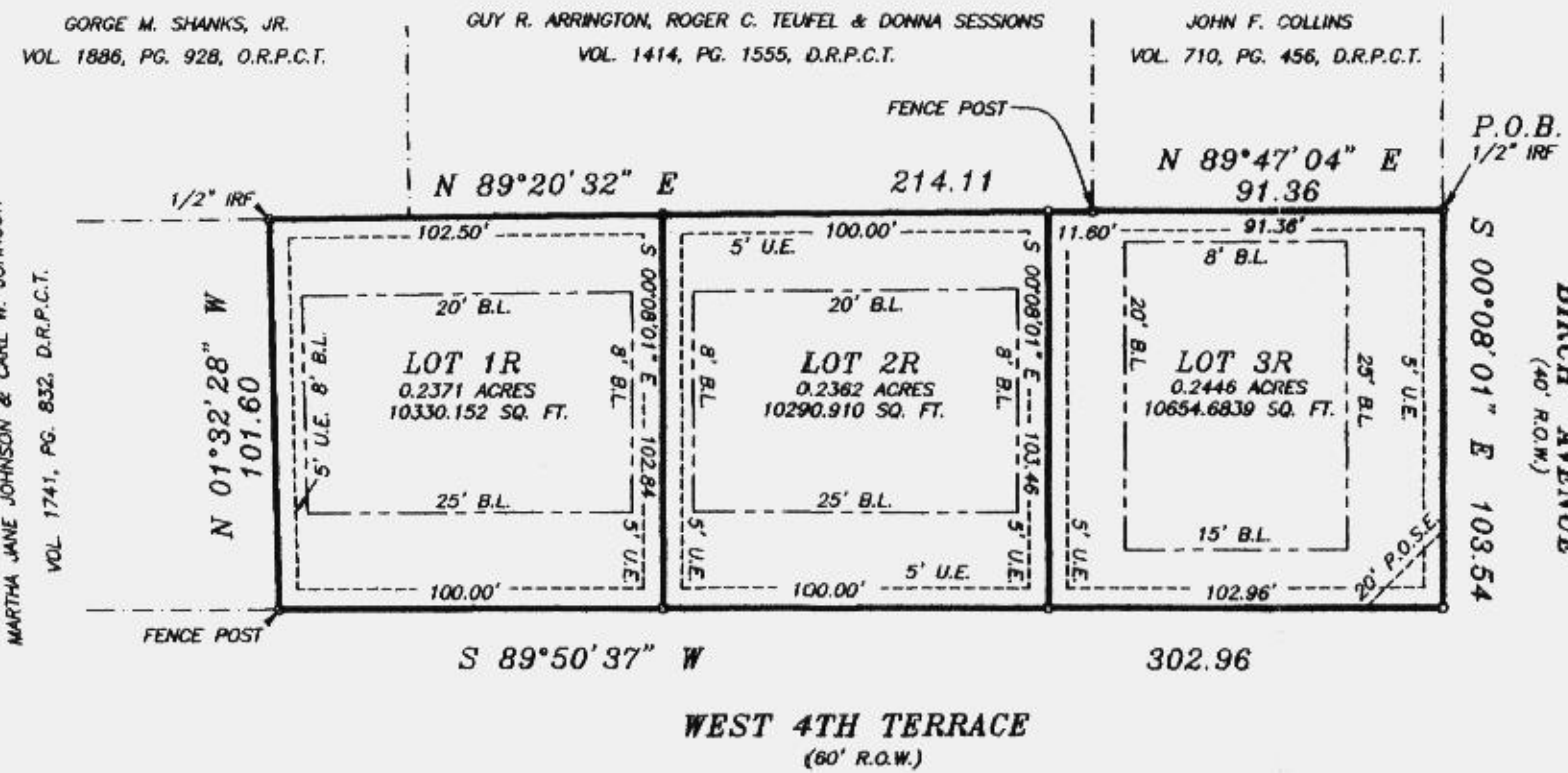 GORGE M. SHANKS, JR.
VOL. 1886, PG. 928, O.R.P.C.T.
GUY R. ARRINGTON, ROGER C. TEUFEL & DONNA SESSIONS
VOL. 1414, PG. 1555, D.R.P.C.T.
JOHN F. COLLINS
VOL. 710, PG. 456, D.R.P.C.T.
FENCE POST
P.O.B.
1/2" IRF
1/2" IRF
N 89°20'32" E
214.11
N 89°47'04" E
91.36
MARTHA JANE JOHNSON & CARL W.
VOL. 1741, PG. 832, D.R.P.C.T.
N 01°32'28" W
101.60
102.50'
20' B.L.
5' U.E. 8' B.L.
LOT 1R
0.2371 ACRES
10330.152 SQ. FT.
8' B.L.
25' B.L.
5' U.E.
100.00'
S 00°08'01" E 102.84
100.00'
5' U.E.
20' B.L.
8' B.L.
LOT 2R
0.2362 ACRES
10290.910 SQ. FT.
8' B.L.
25' B.L.
5' U.E.
5' U.E.
5' U.E.
100.00'
S 00°08'01" E 103.46
11.60'
91.36'
8' B.L.
20' B.L.
LOT 3R
0.2446 ACRES
10654.6839 SQ. FT.
25' B.L.
5' U.E.
15' B.L.
5' U.E.
20' P.O.S.E.
102.96'
S 00°08'01" E 103.54
AVENUE
(40' R.O.W.)
FENCE POST
S 89°50'37" W
302.96
WEST 4TH TERRACE
(60' R.O.W.)